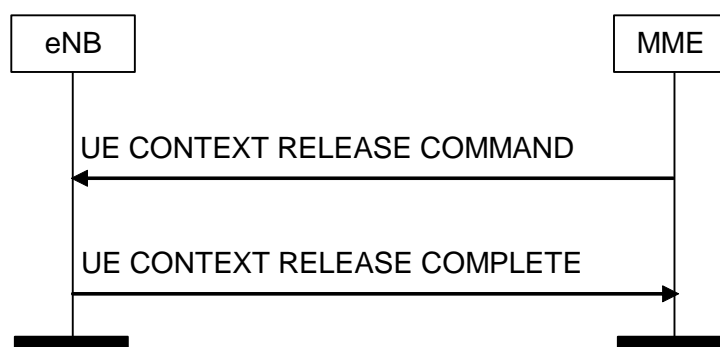 eNB
MME
UE CONTEXT RELEASE COMMAND
UE CONTEXT RELEASE COMPLETE